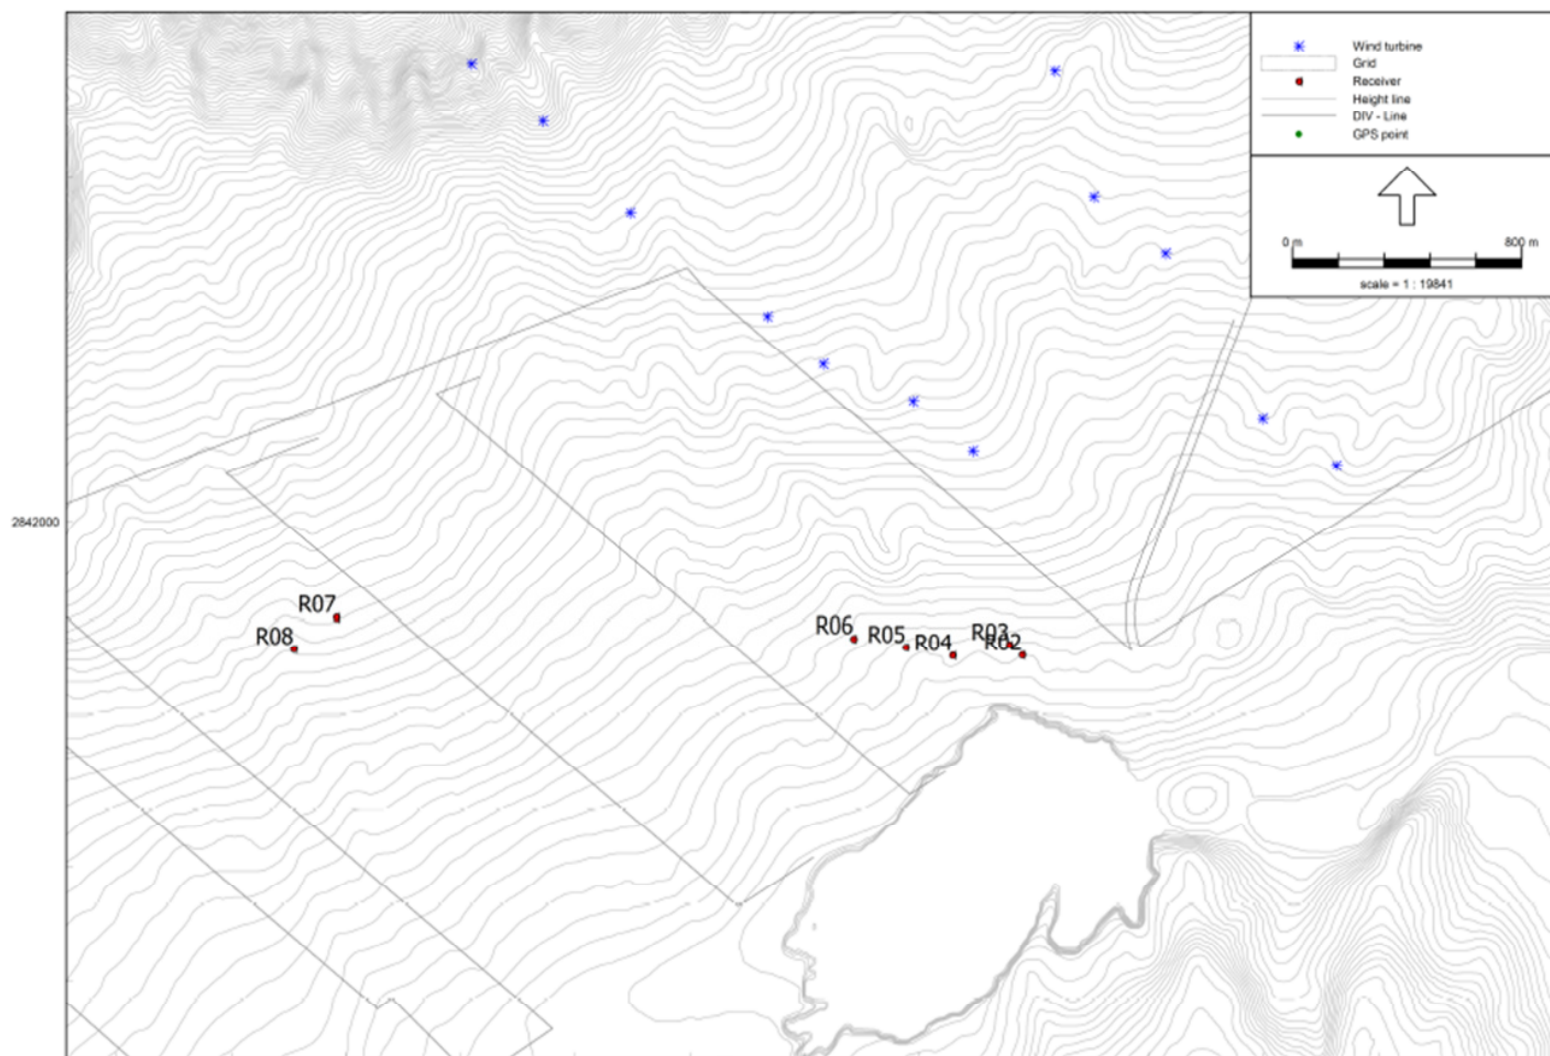 Wind turbine
Grid
Receiver
Height line
DIV - Line
GPS point
0 m 800 m
scale = 1 : 19841
2842000
R07
R08
R06
R05
R04
R03
R02